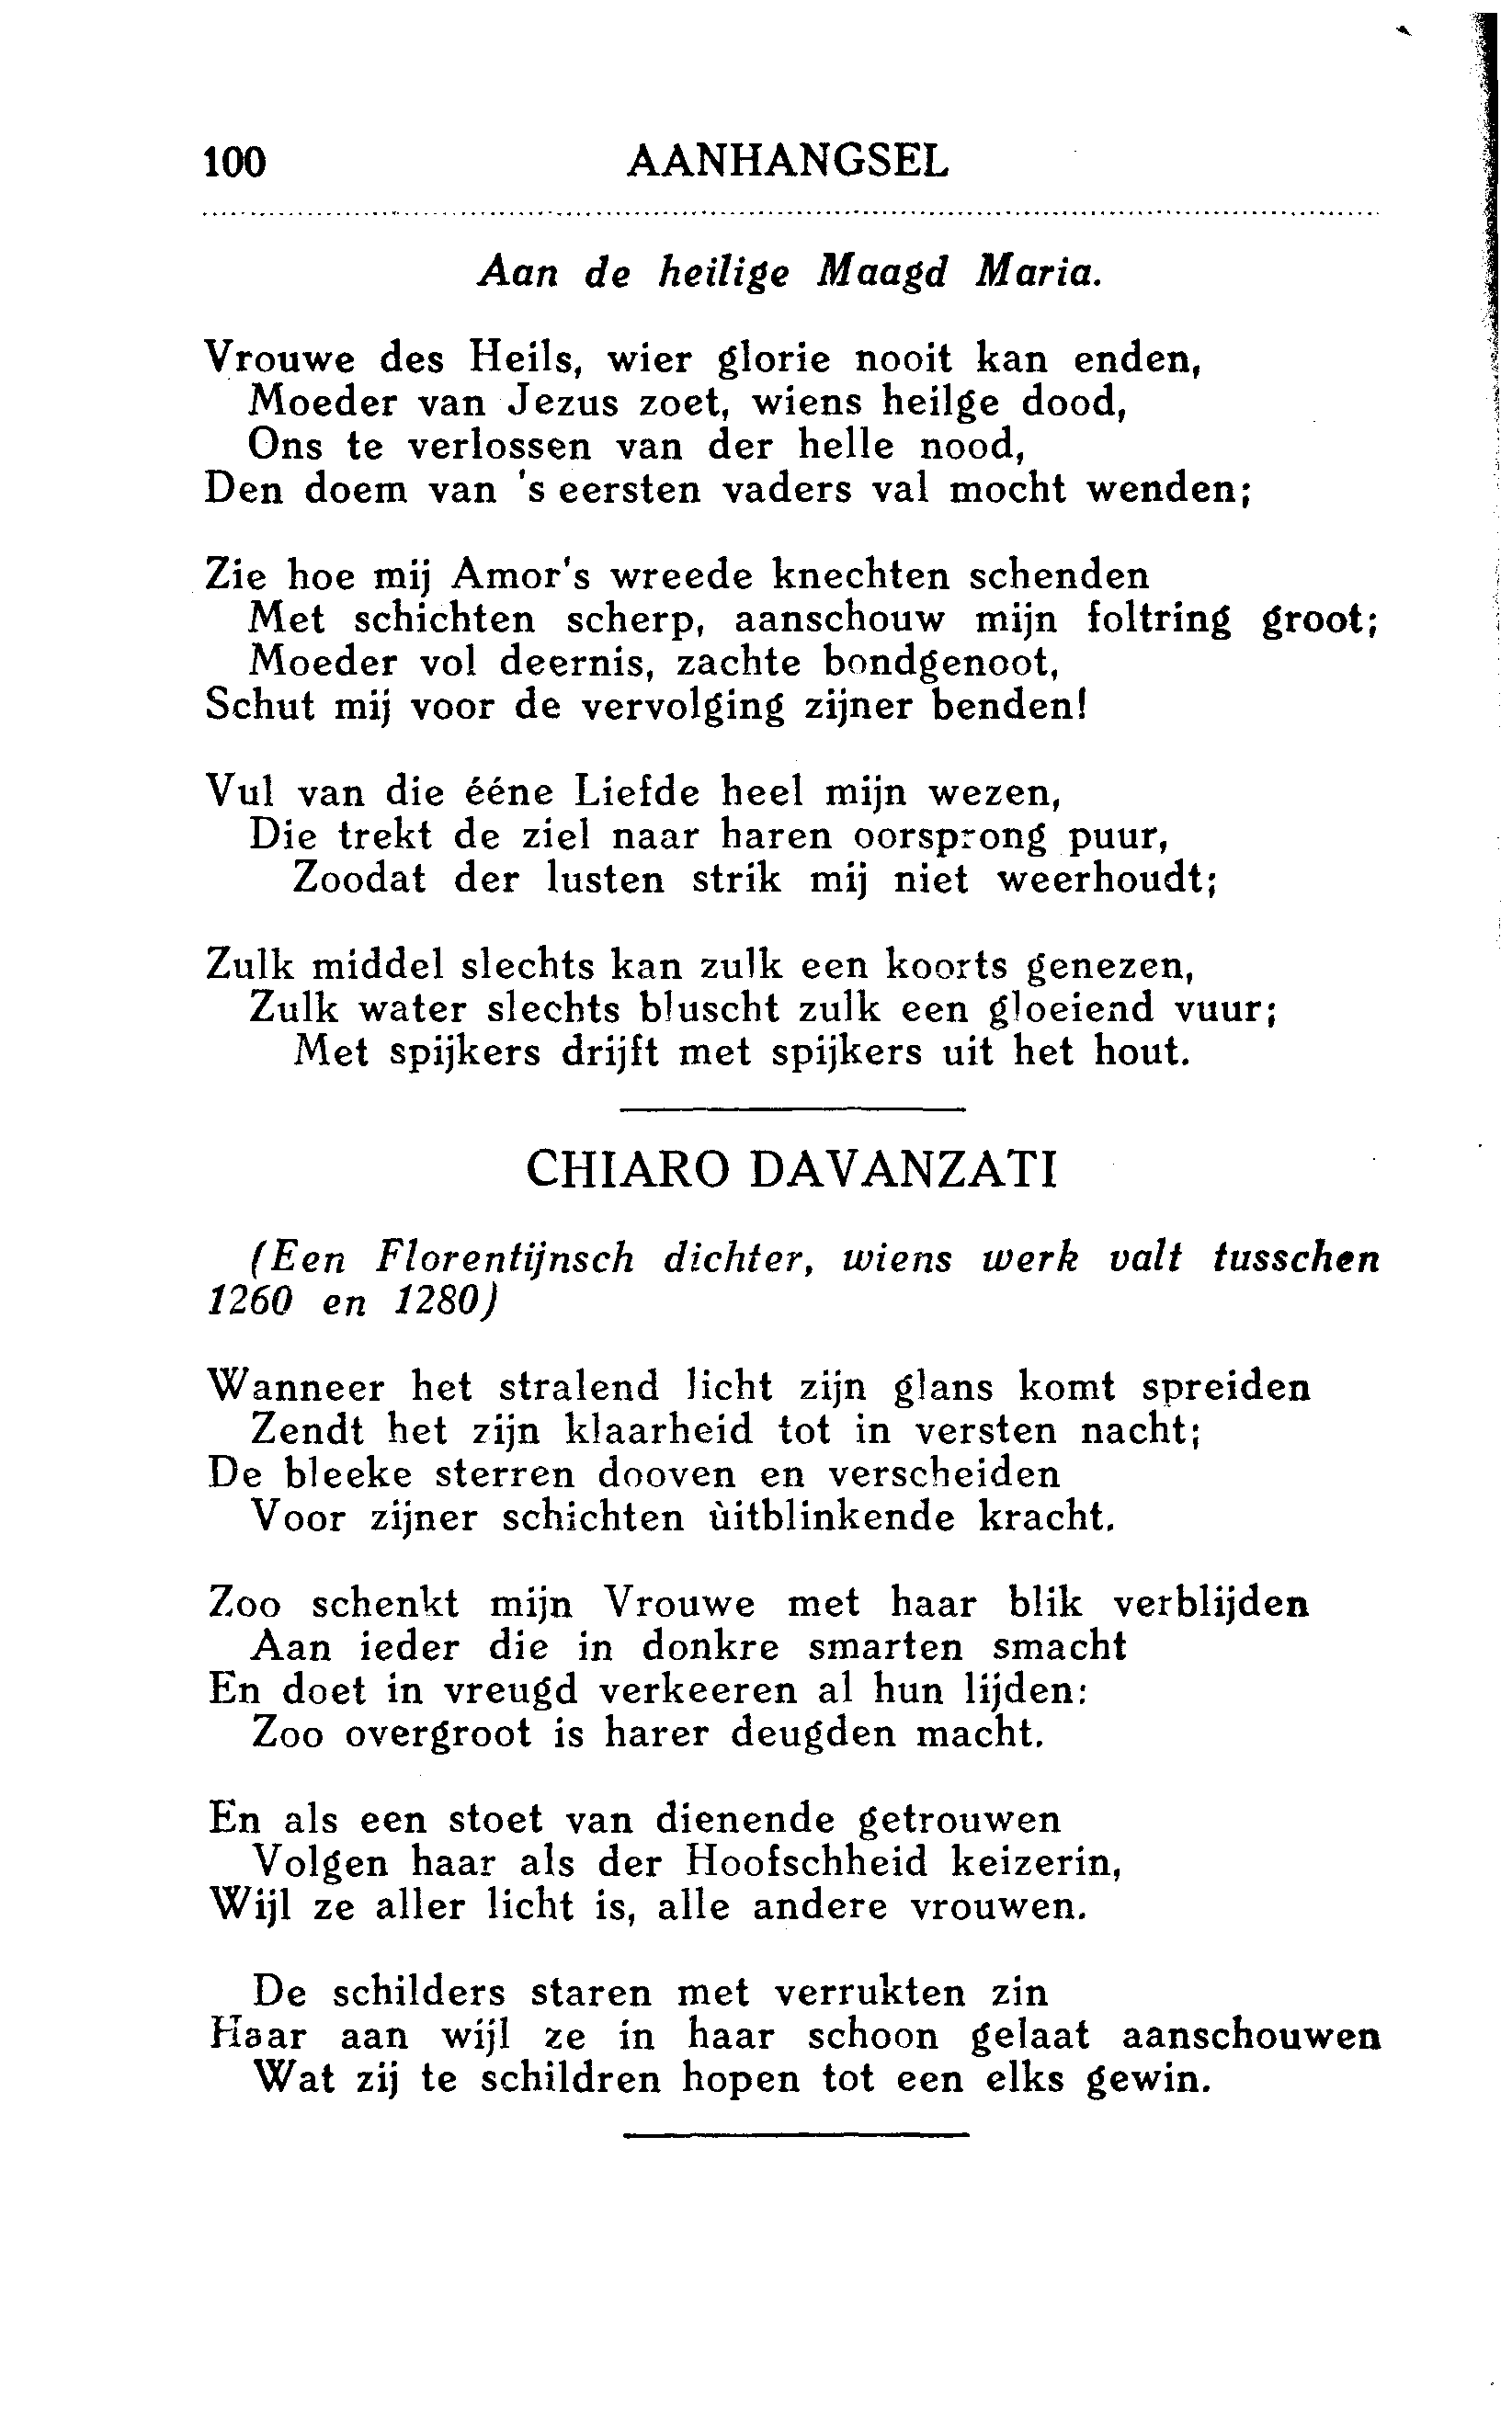 100 AANHANGSEL
Aan de heilige Maagd Maria.
Vrouwe des Heils, wier glorie nooit kan enden,
Moeder van Jezus zoet, wiens heilge dood,
Ons te verlossen van der helle nood,
Den doem van 's eersten vaders val mocht wenden;
Zie hoe mij Amor's wreede knechten schenden
Met schichten scherp, aanschouw mijn foltring groot;
Moeder vol deernis, zachte bondgenoot,
Schut mij voor de vervolging zijner benden!
Vul van die ééne Liefde heel mijn wezen,
Die trekt de ziel naar haren oorsprong puur,
Zoodat der lusten strik mij niet weerhoudt;
Zulk middel slechts kan zulk een koorts genezen,
Zulk water slechts bluscht zulk een gloeiend vuur;
Met spijkers drijft met spijkers uit het hout.
CHIARO DAVANZATI
(Een Florentijnsch dichter, wiens werk valt tusschen
1260 en 1280)
Wanneer het stralend licht zijn glans komt spreiden
Zendt het zijn klaarheid tot in versten nacht;
De bleeke sterren dooven en verscheiden
Voor zijner schichten ùitblinkende kracht.
Zoo schenkt mijn Vrouwe met haar blik verblijden
Aan ieder die in donkre smarten smacht
En doet in vreugd verkeeren al hun lijden:
Zoo overgroot is harer deugden macht.
En als een stoet van dienende getrouwen
Volgen haar als der Hoofschheid keizerin,
Wijl ze aller licht is, alle andere vrouwen.
De schilders staren met verrukten zin
Haar aan wijl ze in haar schoon gelaat aanschouwen
Wat zij te schildren hopen tot een elks gewin.